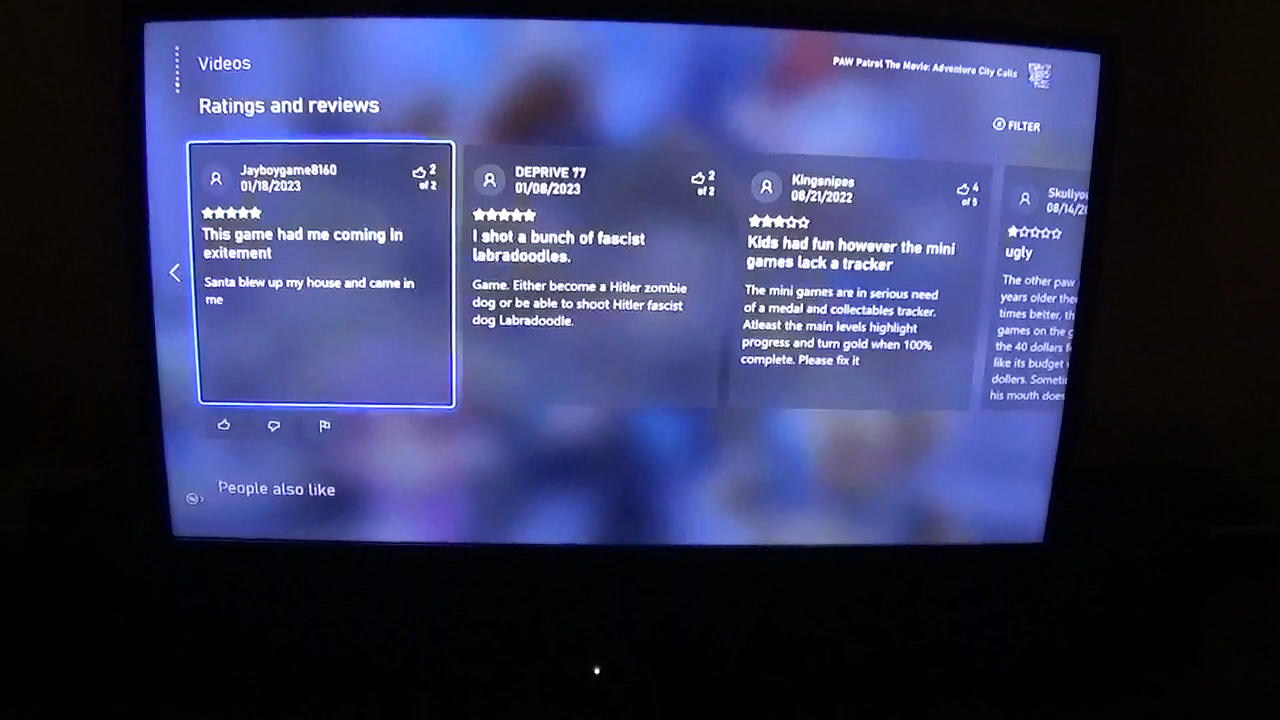 Videos
PAW Patrol The Movie: Adventure City Calls
Ratings and reviews
FILTER
Jayboygame8160
01/18/2023
2
of 2
This game had me coming in
exitement
Santa blew up my house and came in
me
DEPRIVE 77
01/08/2023
2
of 2
I shot a bunch of fascist
labradoodles.
Game. Either become a Hitler zombie
dog or be able to shoot Hitler fascist
dog Labradoodle.
Kingsnipes
08/21/2022
4
of 5
Kids had fun however the mini
games lack a tracker
The mini games are in serious need
of a medal and collectables tracker.
Atleast the main levels highlight
progress and turn gold when 100%
complete. Please fix it
Skullyo
08/14/2
ugly
The other paw
years older the
times better, th
games on the g
the 40 dollars f
like its budget
dollers. Someti
his mouth does
People also like